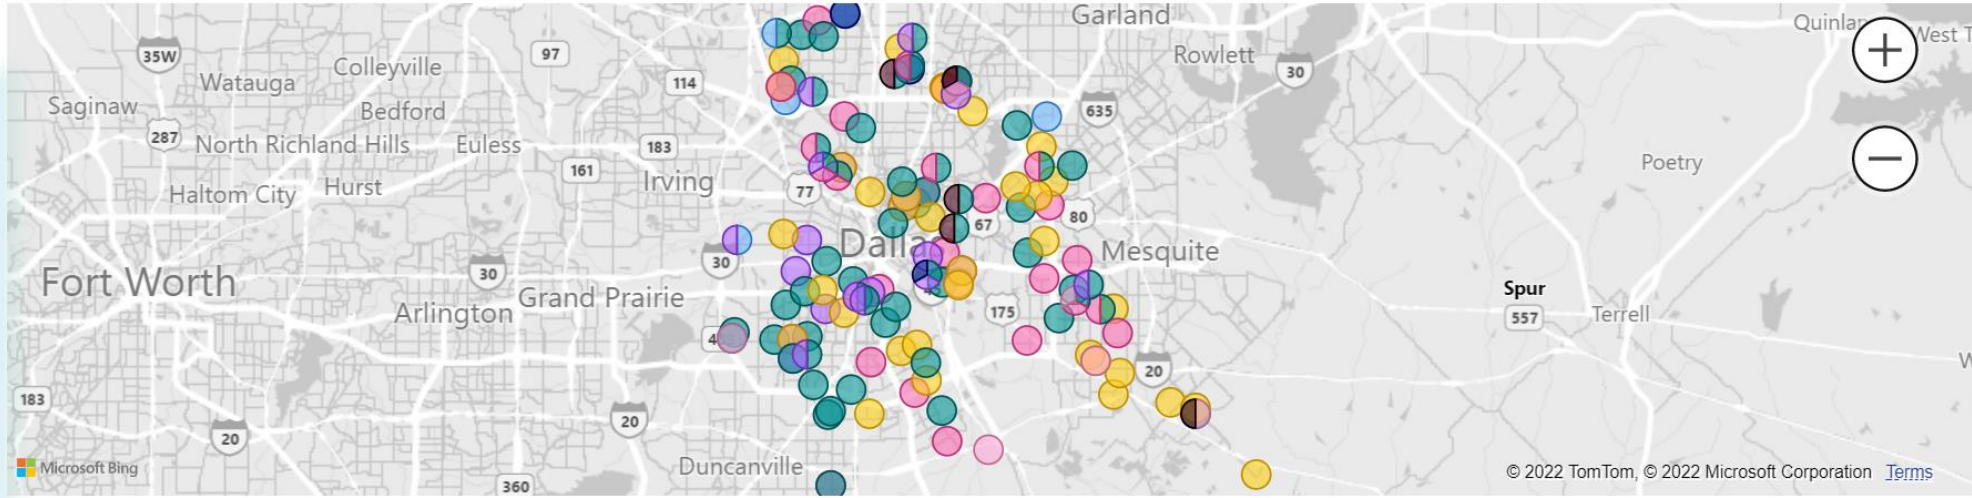 Garland
Quinlan
West T
35W
97
Rowlett
Colleyville
30
Watauga
114
Saginaw
Bedford
635
287
North Richland Hills
Euless
183
161
Poetry
Irving
Haltom City
Hurst
77
80
67
Dallas
Mesquite
30
30
Fort Worth
Spur
Grand Prairie
175
Arlington
557
Terrell
4
W
20
183
20
20
Duncanville
Microsoft Bing
360
© 2022 TomTom, © 2022 Microsoft Corporation Terms